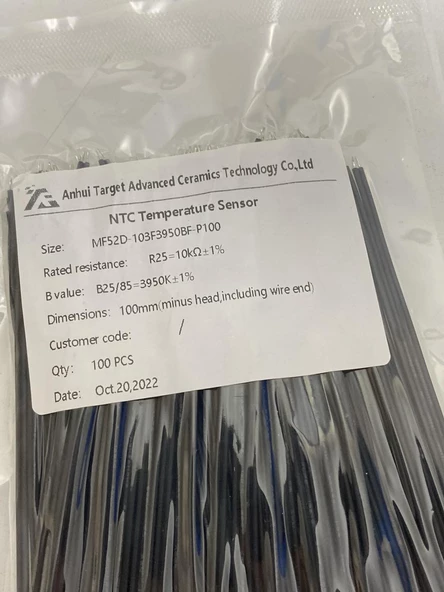 Anhui Target Advanced Ceramics Technology Co,Ltd
NTC Temperature Sensor
Size: MF52D-103F3950BF-P100
Rated resistance: R25=10kΩ±1%
B value: B25/85=3950K±1%
Dimensions: 100mm(minus head,including wire end)
Customer code: /
Qty: 100 PCS
Date: Oct.20,2022